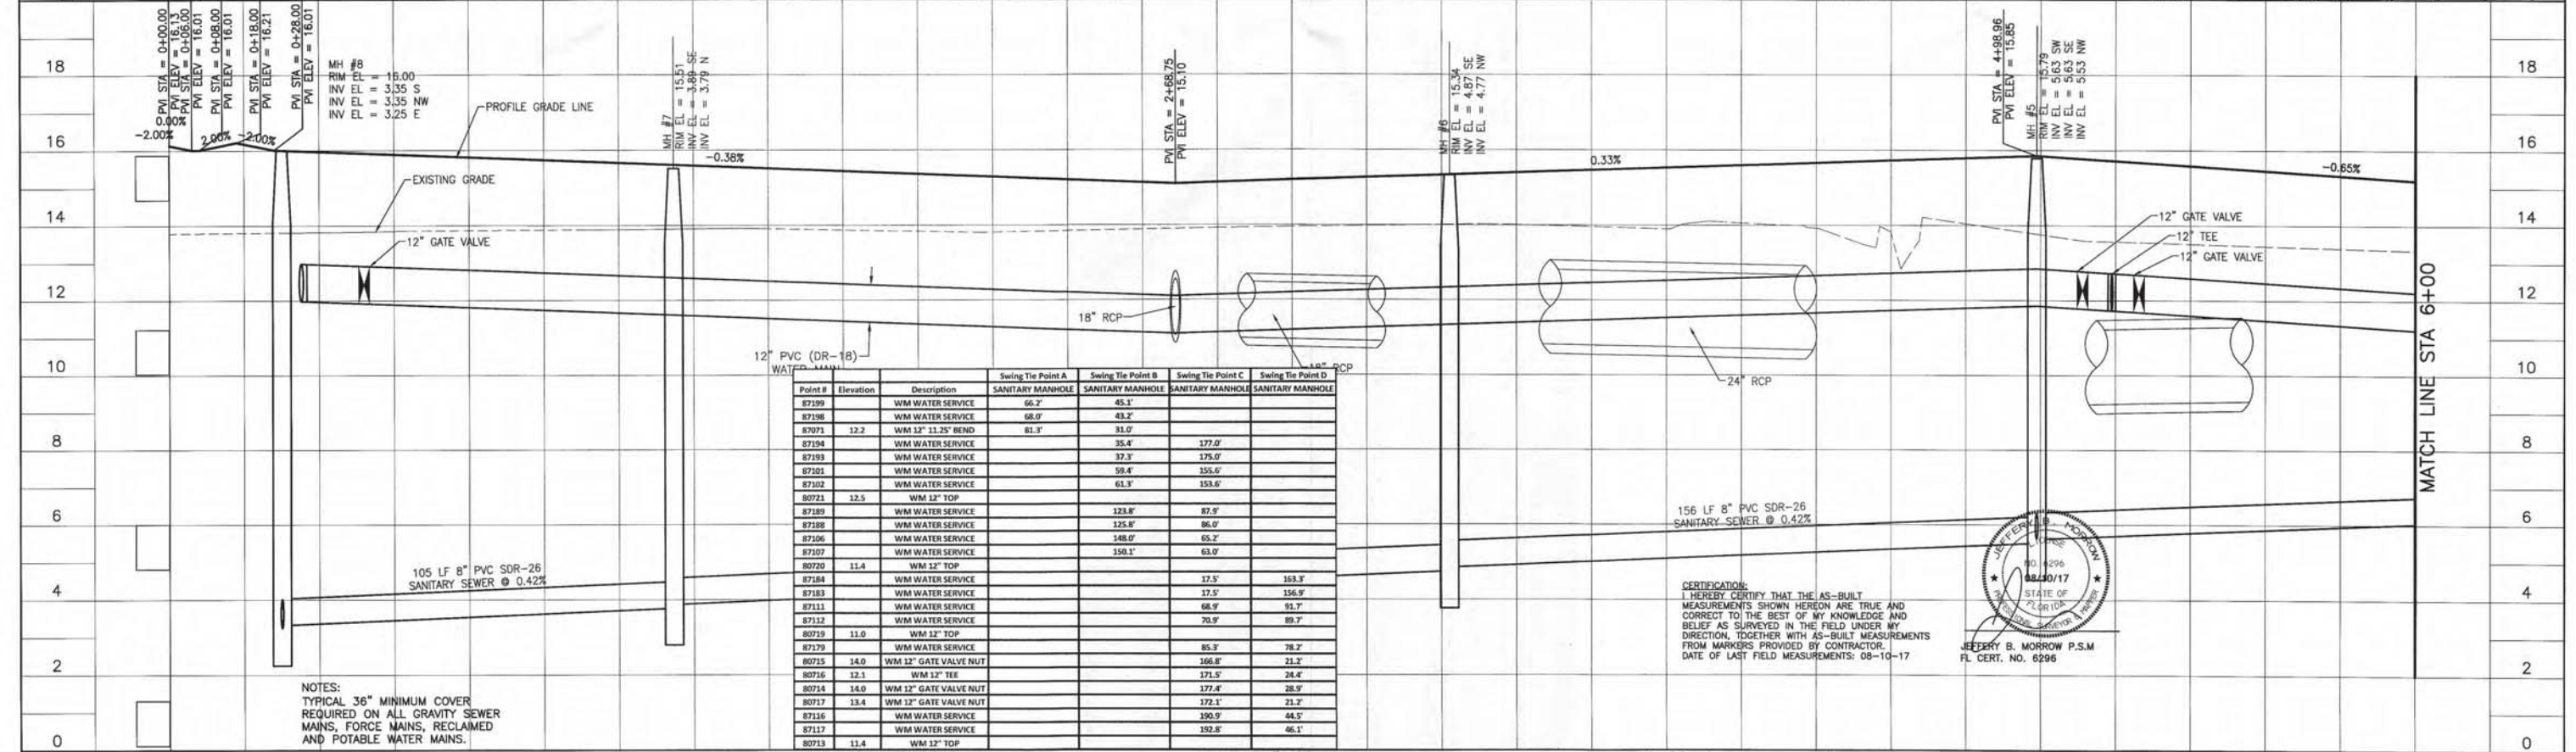 PVI STA = 0+00.00
PVI ELEV = 16.13
PVI STA = 0+06.00
PVI ELEV = 16.01
PVI STA = 0+08.00
PVI ELEV = 16.01
PVI STA = 0+18.00
PVI ELEV = 16.21
PVI STA = 0+28.00
PVI ELEV = 16.01
MH #8
RIM EL = 16.00
INV EL = 3.35 S
INV EL = 3.35 NW
INV EL = 3.25 E
PROFILE GRADE LINE
0.00%
-2.00%
2.00%
-2.00%
MH #7
RIM EL = 15.51
INV EL = 3.89 SE
INV EL = 3.79 N
-0.38%
PVI STA = 2+68.75
PVI ELEV = 15.10
MH #6
RIM EL = 15.34
INV EL = 4.87 SE
INV EL = 4.77 NW
0.33%
PVI STA = 4+98.96
PVI ELEV = 15.85
MH #5
RIM EL = 15.79
INV EL = 5.63 SW
INV EL = 5.63 SE
INV EL = 5.53 NW
-0.65%
18
16
14
12
10
8
6
4
2
0
18
16
14
12
10
8
6
4
2
0
EXISTING GRADE
12" GATE VALVE
12" GATE VALVE
12" TEE
12" GATE VALVE
18" RCP
18" RCP
24" RCP
12" PVC (DR-18)
WATER MAIN
MATCH LINE STA 6+00
105 LF 8" PVC SDR-26
SANITARY SEWER @ 0.42%
156 LF 8" PVC SDR-26
SANITARY SEWER @ 0.42%
Swing Tie Point A Swing Tie Point B Swing Tie Point C Swing Tie Point D
Point # Elevation Description SANITARY MANHOLE SANITARY MANHOLE SANITARY MANHOLE SANITARY MANHOLE
87199 WM WATER SERVICE 66.2' 45.1'
87198 WM WATER SERVICE 68.0' 43.2'
87071 12.2 WM 12" 11.25° BEND 81.3' 31.0'
87194 WM WATER SERVICE 35.4' 177.0'
87193 WM WATER SERVICE 37.3' 175.0'
87101 WM WATER SERVICE 59.4' 155.6'
87102 WM WATER SERVICE 61.3' 153.6'
80721 12.5 WM 12" TOP
87189 WM WATER SERVICE 123.8' 87.9'
87188 WM WATER SERVICE 125.8' 86.0'
87106 WM WATER SERVICE 148.0' 65.2'
87107 WM WATER SERVICE 150.1' 63.0'
80720 11.4 WM 12" TOP
87184 WM WATER SERVICE 17.5' 163.3'
87183 WM WATER SERVICE 17.5' 156.9'
87111 WM WATER SERVICE 68.9' 91.7'
87112 WM WATER SERVICE 70.9' 89.7'
80719 11.0 WM 12" TOP
87179 WM WATER SERVICE 85.3' 78.2'
80715 14.0 WM 12" GATE VALVE NUT 166.8' 21.2'
80716 12.1 WM 12" TEE 171.5' 24.4'
80714 14.0 WM 12" GATE VALVE NUT 177.4' 28.9'
80717 13.4 WM 12" GATE VALVE NUT 172.1' 21.2'
87116 WM WATER SERVICE 190.9' 44.5'
87117 WM WATER SERVICE 192.8' 46.1'
80713 11.4 WM 12" TOP
NOTES:
TYPICAL 36" MINIMUM COVER
REQUIRED ON ALL GRAVITY SEWER
MAINS, FORCE MAINS, RECLAIMED
AND POTABLE WATER MAINS.
CERTIFICATION:
I HEREBY CERTIFY THAT THE AS-BUILT
MEASUREMENTS SHOWN HEREON ARE TRUE AND
CORRECT TO THE BEST OF MY KNOWLEDGE AND
BELIEF AS SURVEYED IN THE FIELD UNDER MY
DIRECTION, TOGETHER WITH AS-BUILT MEASUREMENTS
FROM MARKERS PROVIDED BY CONTRACTOR.
DATE OF LAST FIELD MEASUREMENTS: 08-10-17
JEFFERY B. MORROW
LICENSE
NO. 6296
08/10/17
STATE OF
FLORIDA
PROFESSIONAL SURVEYOR & MAPPER
JEFFERY B. MORROW P.S.M
FL CERT. NO. 6296